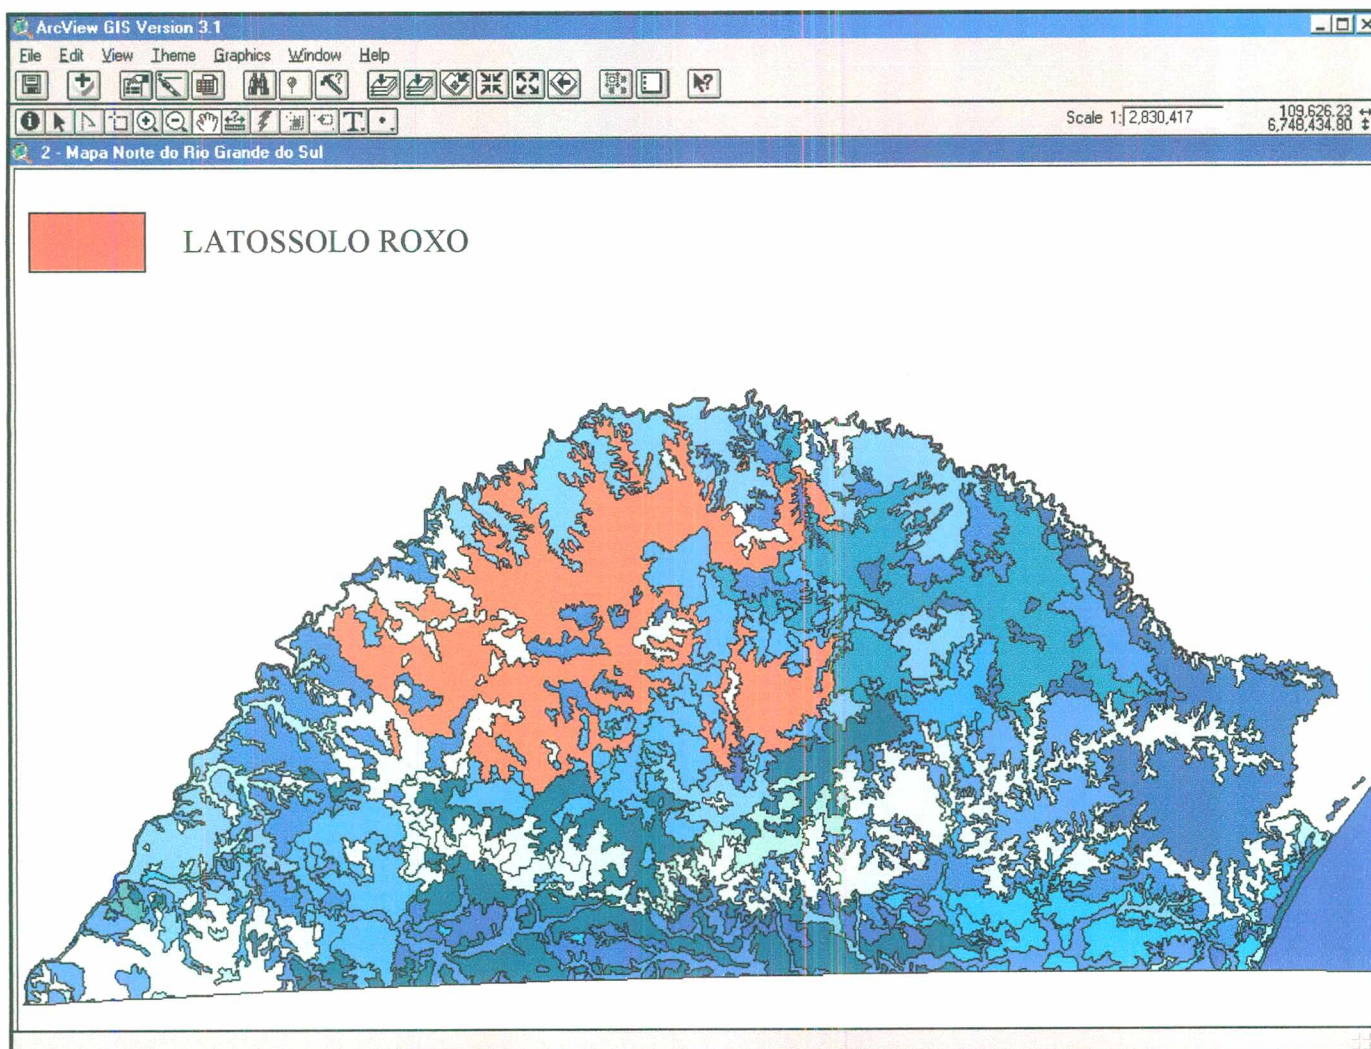 ArcView GIS Version 3.1
File Edit View Theme Graphics Window Help
Scale 1: 2,830,417
109,626.23
6,748,434.80
2 - Mapa Norte do Rio Grande do Sul
LATOSSOLO ROXO